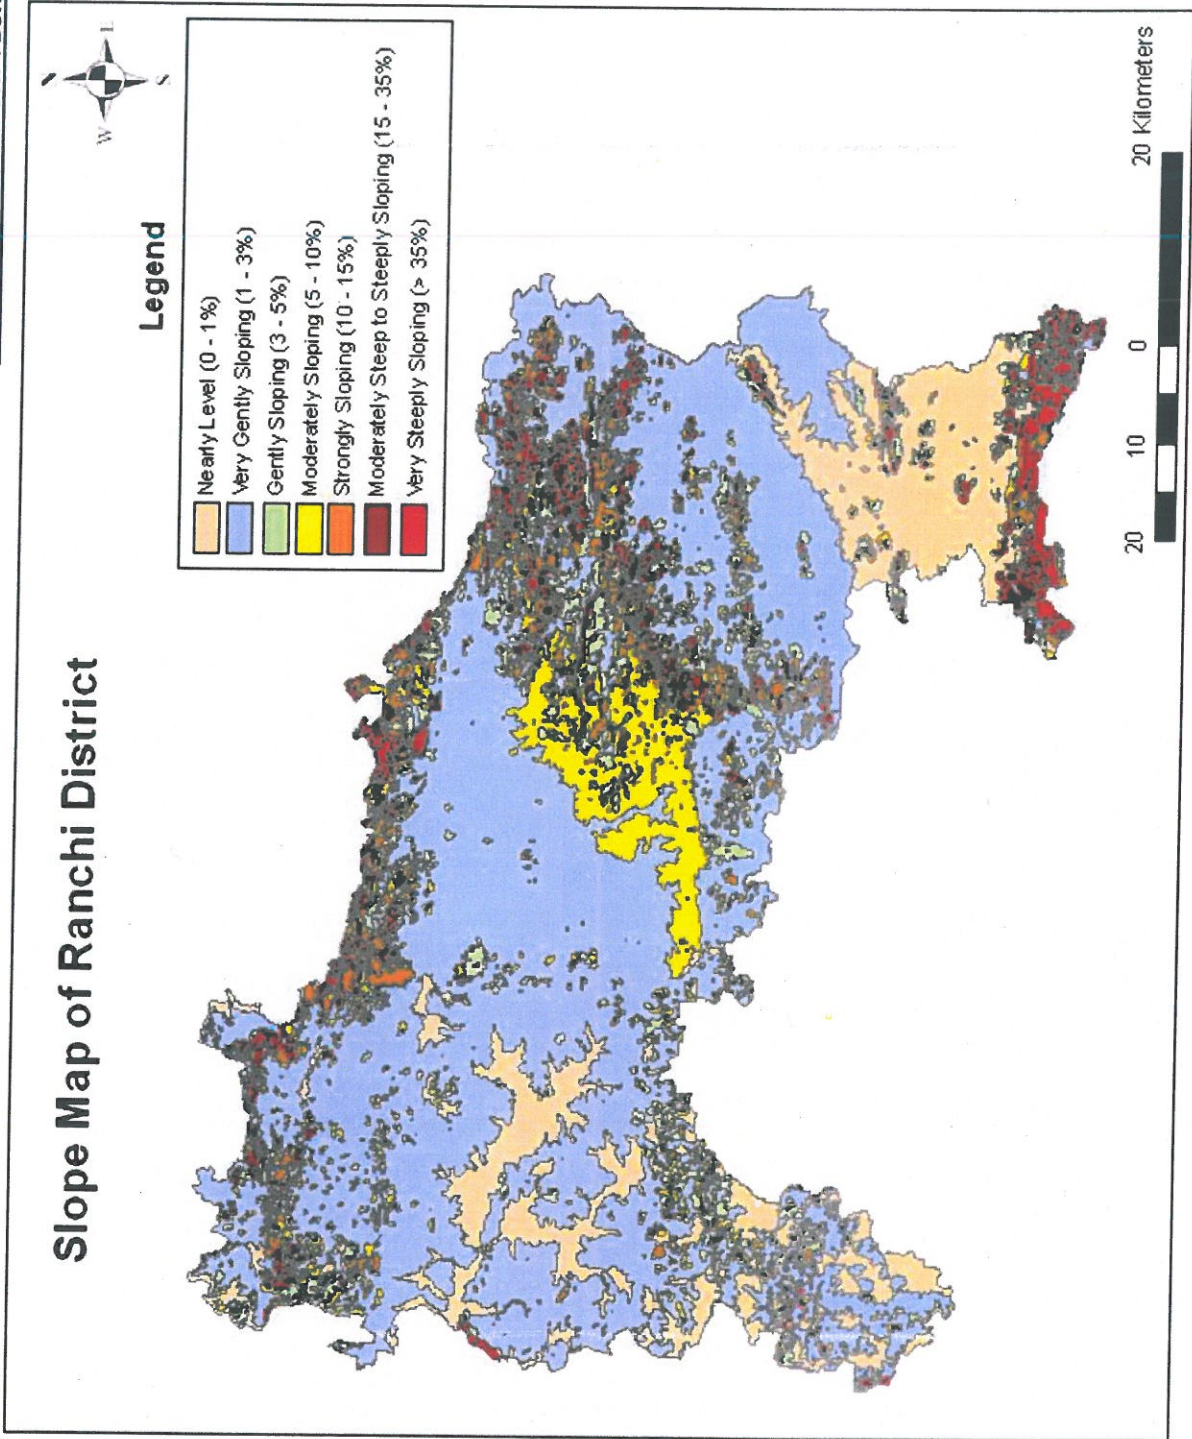 Slope Map of Ranchi District
W
E
S
Legend
Nearly Level (0 - 1%)
Very Gently Sloping (1 - 3%)
Gently Sloping (3 - 5%)
Moderately Sloping (5 - 10%)
Strongly Sloping (10 - 15%)
Moderately Steep to Steeply Sloping (15 - 35%)
Very Steeply Sloping (> 35%)
20 10 0 20 Kilometers